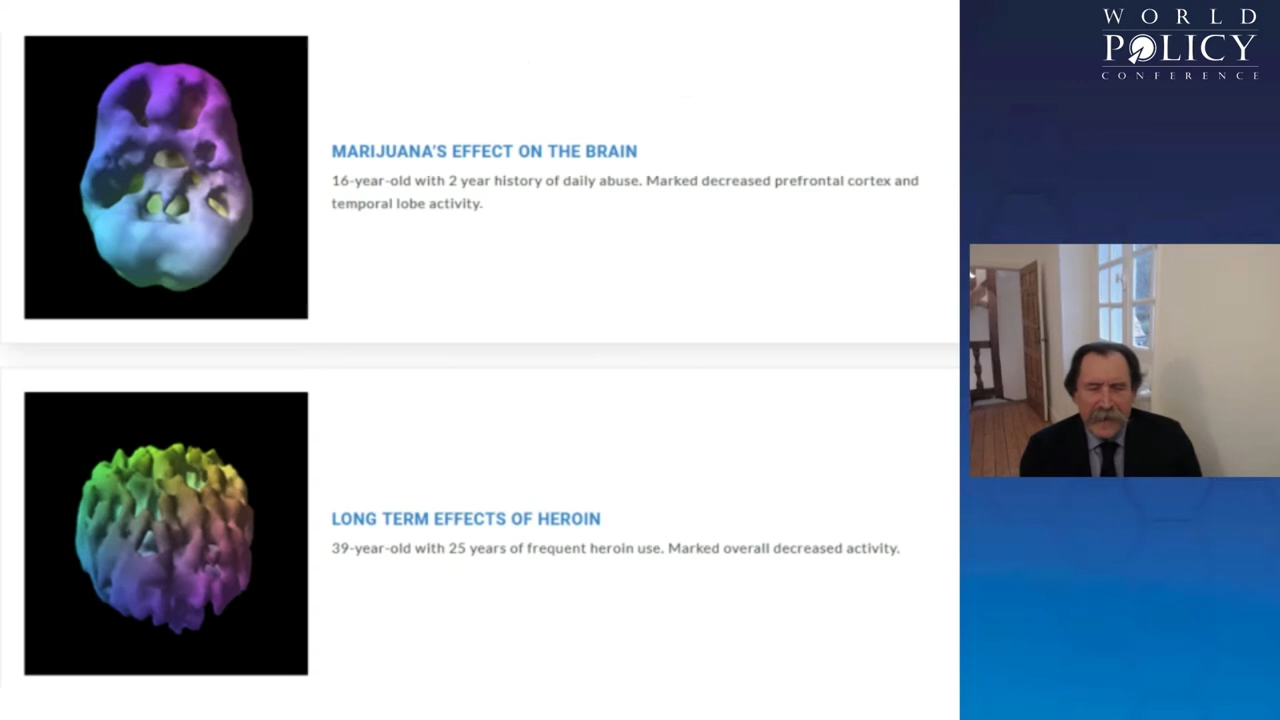 WORLD
POLICY
CONFERENCE
MARIJUANA'S EFFECT ON THE BRAIN
16-year-old with 2 year history of daily abuse. Marked decreased prefrontal cortex and
temporal lobe activity.
LONG TERM EFFECTS OF HEROIN
39-year-old with 25 years of frequent heroin use. Marked overall decreased activity.